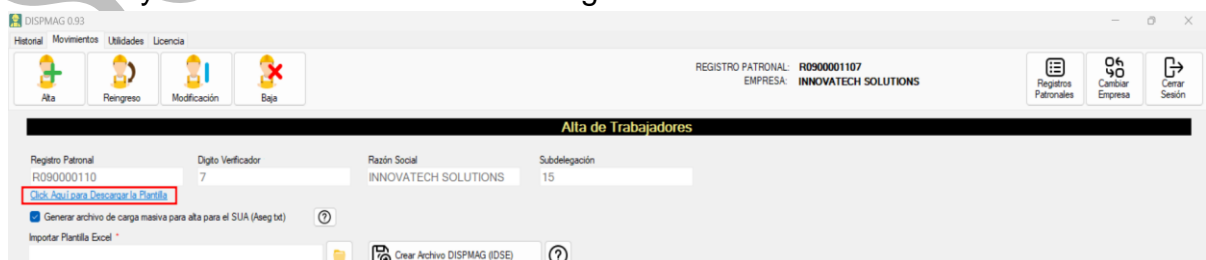 DISPMAG 0.93
Historial Movimientos Utilidades Licencia
Alta Reingreso Modificación Baja
REGISTRO PATRONAL: R0900001107
EMPRESA: INNOVATECH SOLUTIONS
Registros Patronales
Cambiar Empresa
Cerrar Sesión
Alta de Trabajadores
Registro Patronal Digito Verificador Razón Social Subdelegación
R090000110 7 INNOVATECH SOLUTIONS 15
Click Aquí para Descargar la Plantilla
Generar archivo de carga masiva para alta para el SUA (Aseg txt)
Importar Plantilla Excel *
Crear Archivo DISPMAG (IDSE)